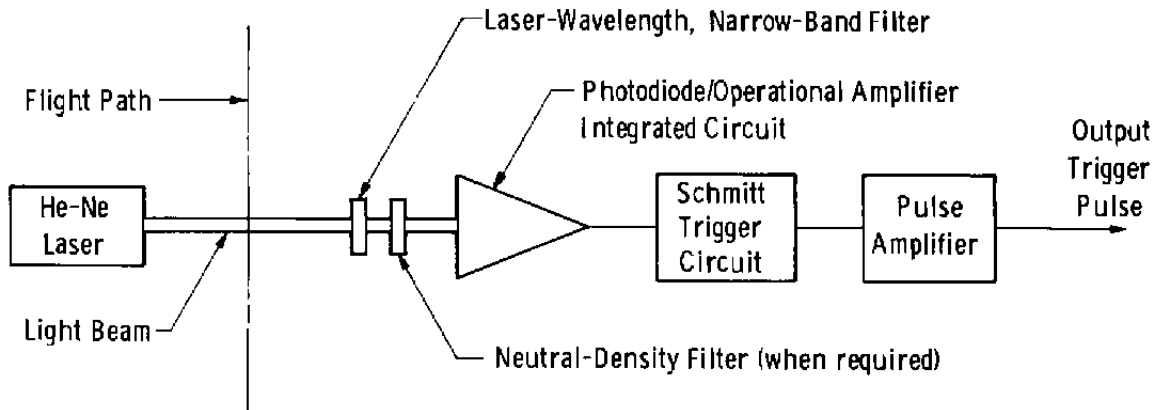 Laser-Wavelength, Narrow-Band Filter
Flight Path
Photodiode/Operational Amplifier
Integrated Circuit
Output
Trigger
Pulse
He-Ne
Laser
Schmitt
Trigger
Circuit
Pulse
Amplifier
Light Beam
Neutral-Density Filter (when required)